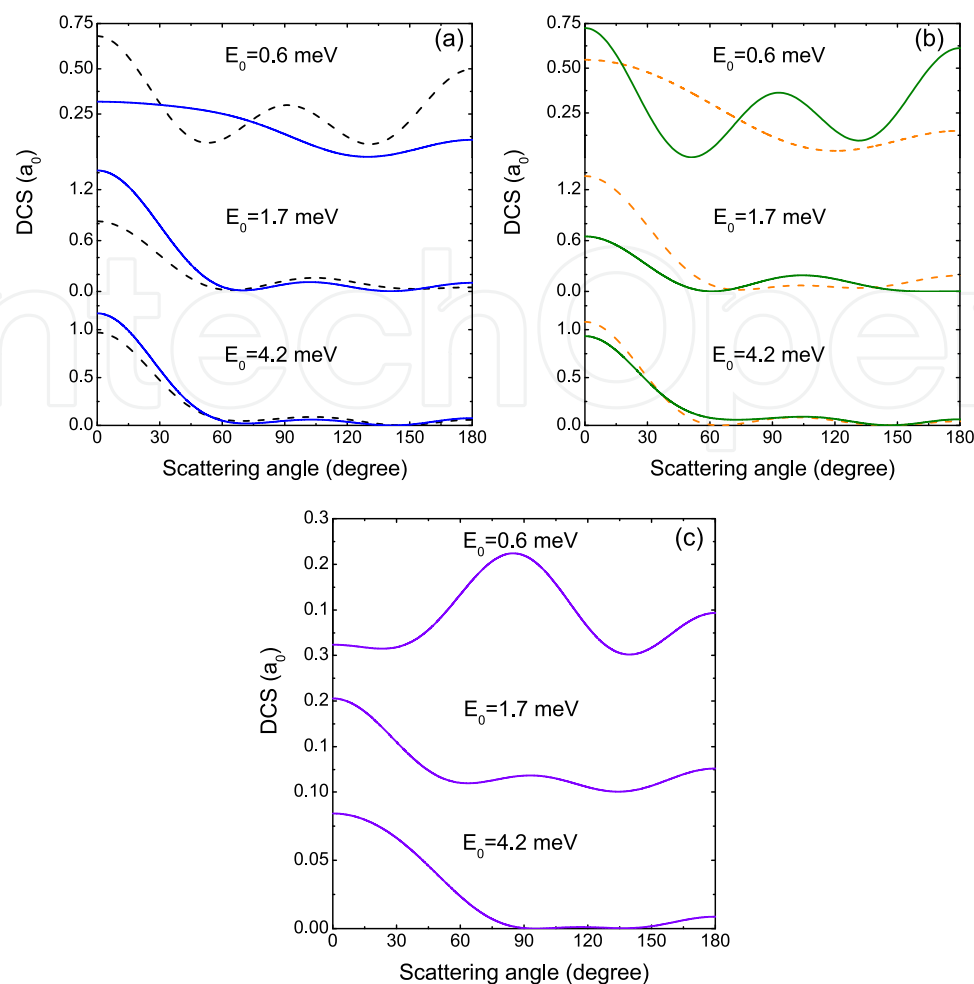 (a)
E0=0.6 meV
E0=1.7 meV
E0=4.2 meV
0.75
0.50
0.25
1.2
0.6
0.0
1.0
0.5
0.0
DCS (a0)
0 30 60 90 120 150 180
Scattering angle (degree)
(b)
E0=0.6 meV
E0=1.7 meV
E0=4.2 meV
0.75
0.50
0.25
1.2
0.6
0.0
1.0
0.5
0.0
DCS (a0)
0 30 60 90 120 150 180
Scattering angle (degree)
(c)
E0=0.6 meV
E0=1.7 meV
E0=4.2 meV
0.3
0.2
0.1
0.3
0.2
0.1
0.10
0.05
0.00
DCS (a0)
0 30 60 90 120 150 180
Scattering angle (degree)
ntechOpe